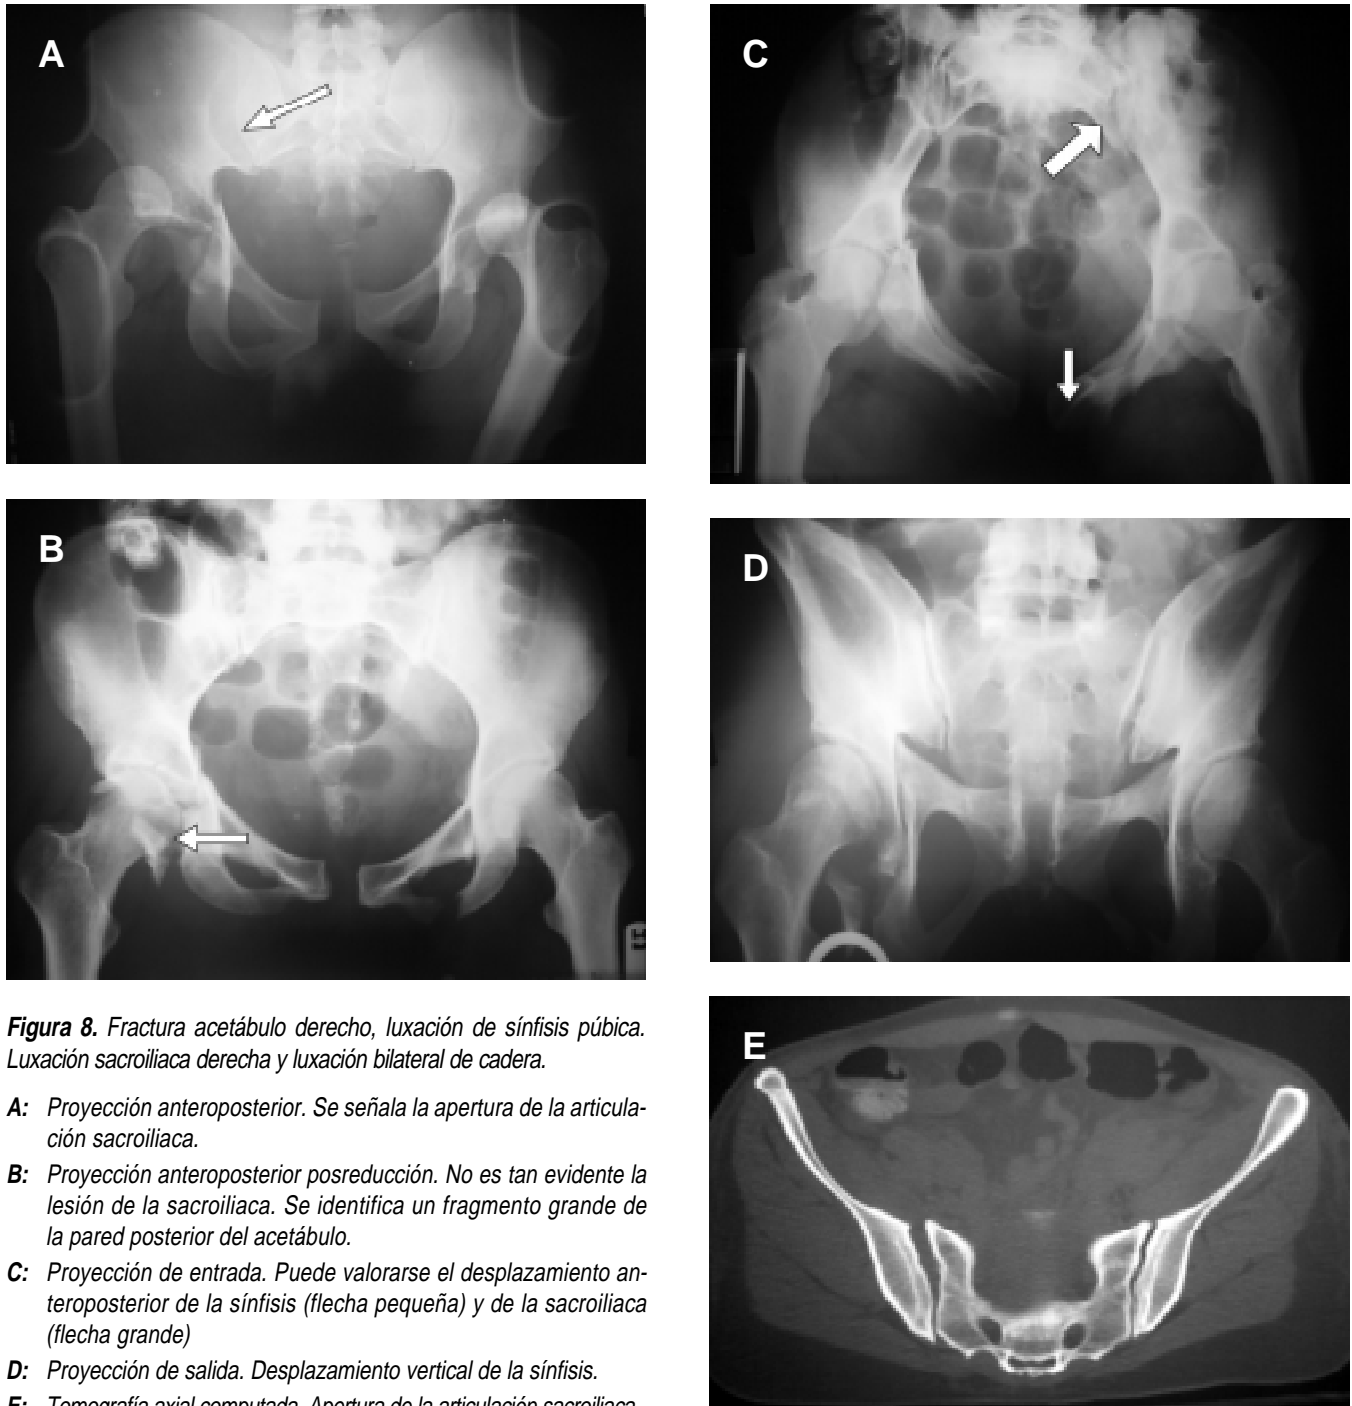 A
C
B
D
E
Figura 8. Fractura acetábulo derecho, luxación de sínfisis púbica.
Luxación sacroiliaca derecha y luxación bilateral de cadera.
A: Proyección anteroposterior. Se señala la apertura de la articula-
ción sacroiliaca.
B: Proyección anteroposterior posreducción. No es tan evidente la
lesión de la sacroiliaca. Se identifica un fragmento grande de
la pared posterior del acetábulo.
C: Proyección de entrada. Puede valorarse el desplazamiento an-
teroposterior de la sínfisis (flecha pequeña) y de la sacroiliaca
(flecha grande)
D: Proyección de salida. Desplazamiento vertical de la sínfisis.
E: Tomografía axial computada. Apertura de la articulación sacroiliaca.